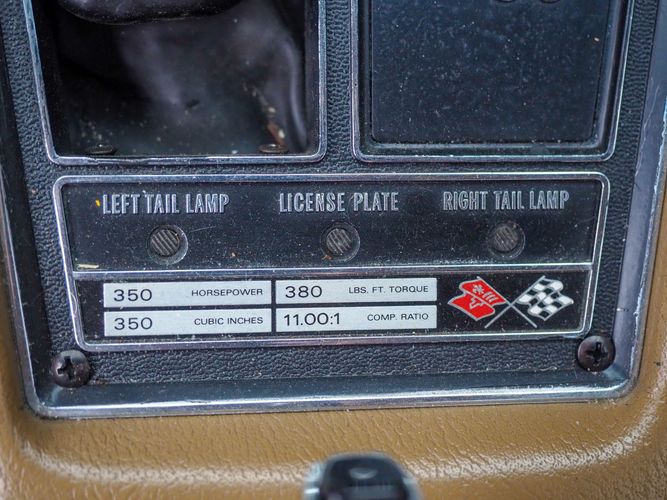 LEFT TAIL LAMP LICENSE PLATE RIGHT TAIL LAMP
350 HORSEPOWER 380 LBS. FT. TORQUE
350 CUBIC INCHES 11.00:1 COMP. RATIO